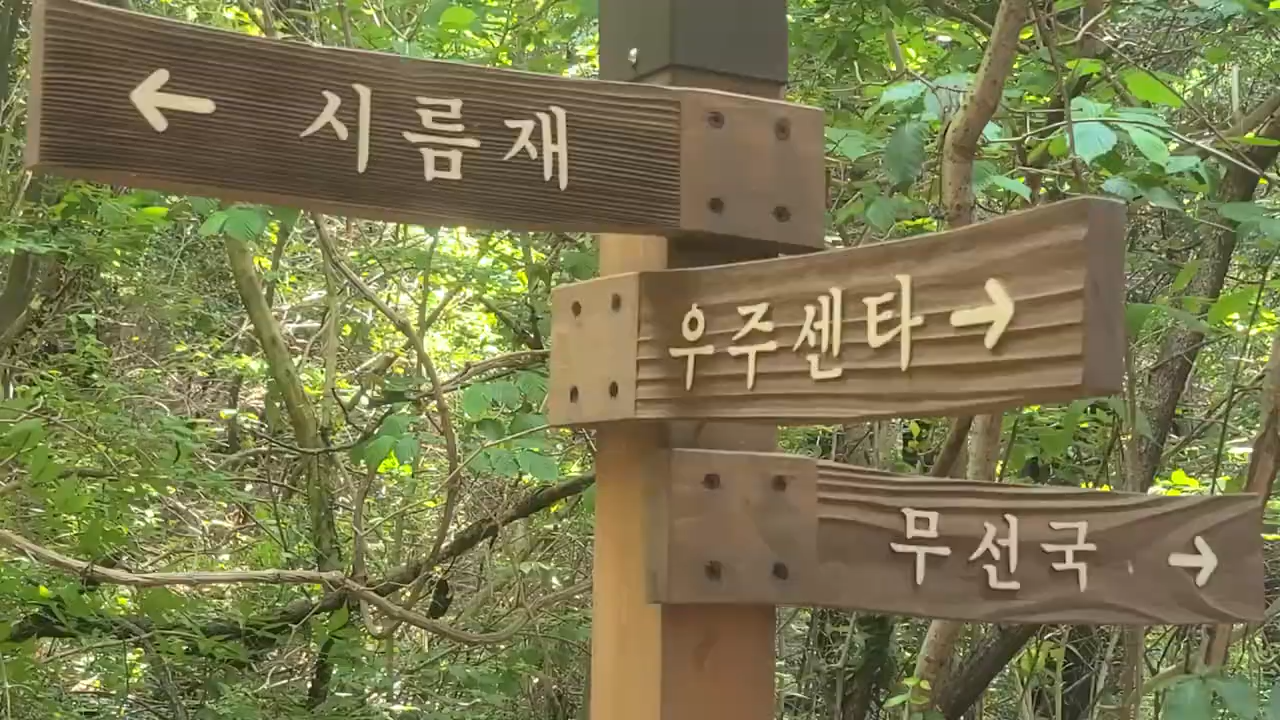 ← 시름재
우주센타 →
무선국 →